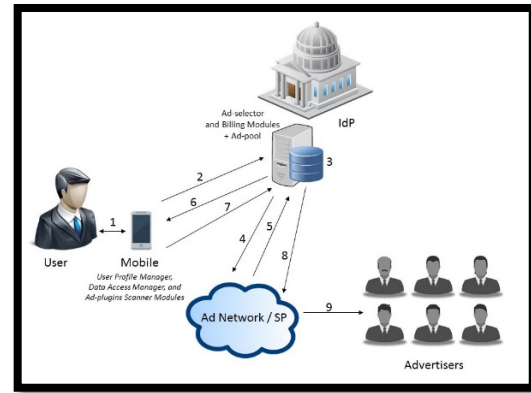 IdP
Ad-selector
and Billing Modules
+ Ad-pool
3
2
6
7
1
4
5
8
User
Mobile
User Profile Manager,
Data Access Manager, and
Ad-plugins Scanner Modules
Ad Network / SP
9
Advertisers